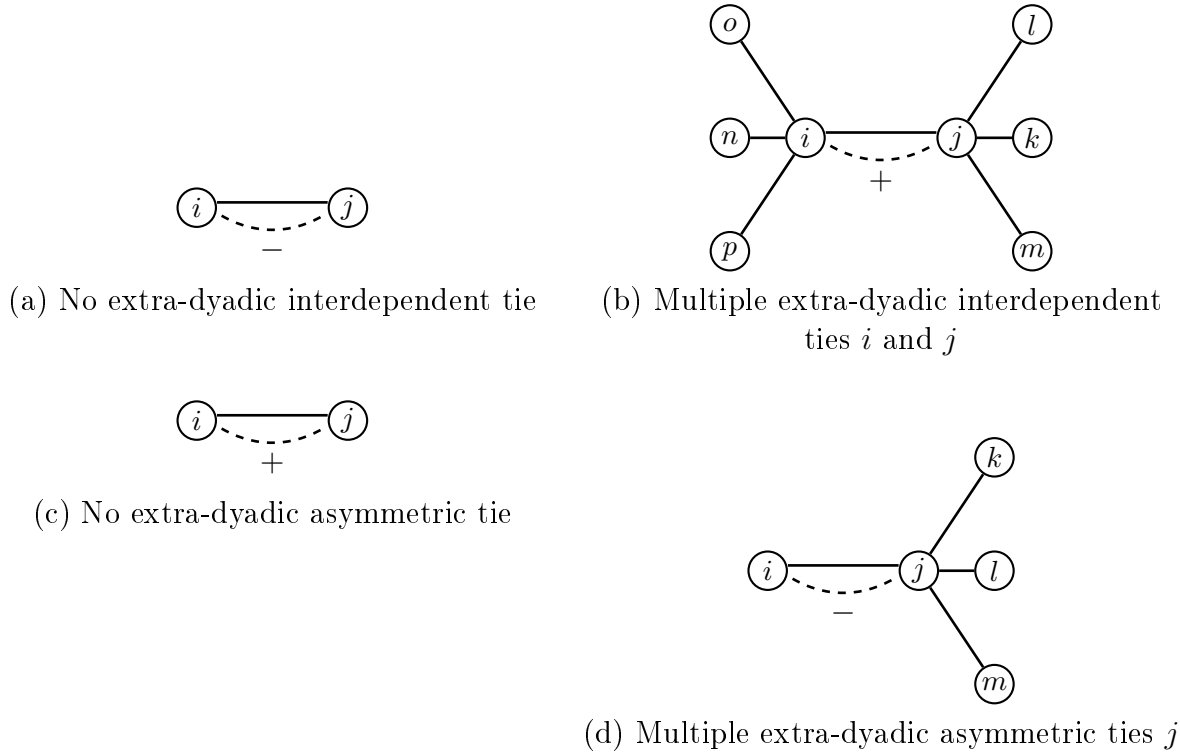 i j
−
(a) No extra-dyadic interdependent tie
o l
n i j k
+
p m
(b) Multiple extra-dyadic interdependent
ties i and j
i j
+
(c) No extra-dyadic asymmetric tie
k
i j l
−
m
(d) Multiple extra-dyadic asymmetric ties j